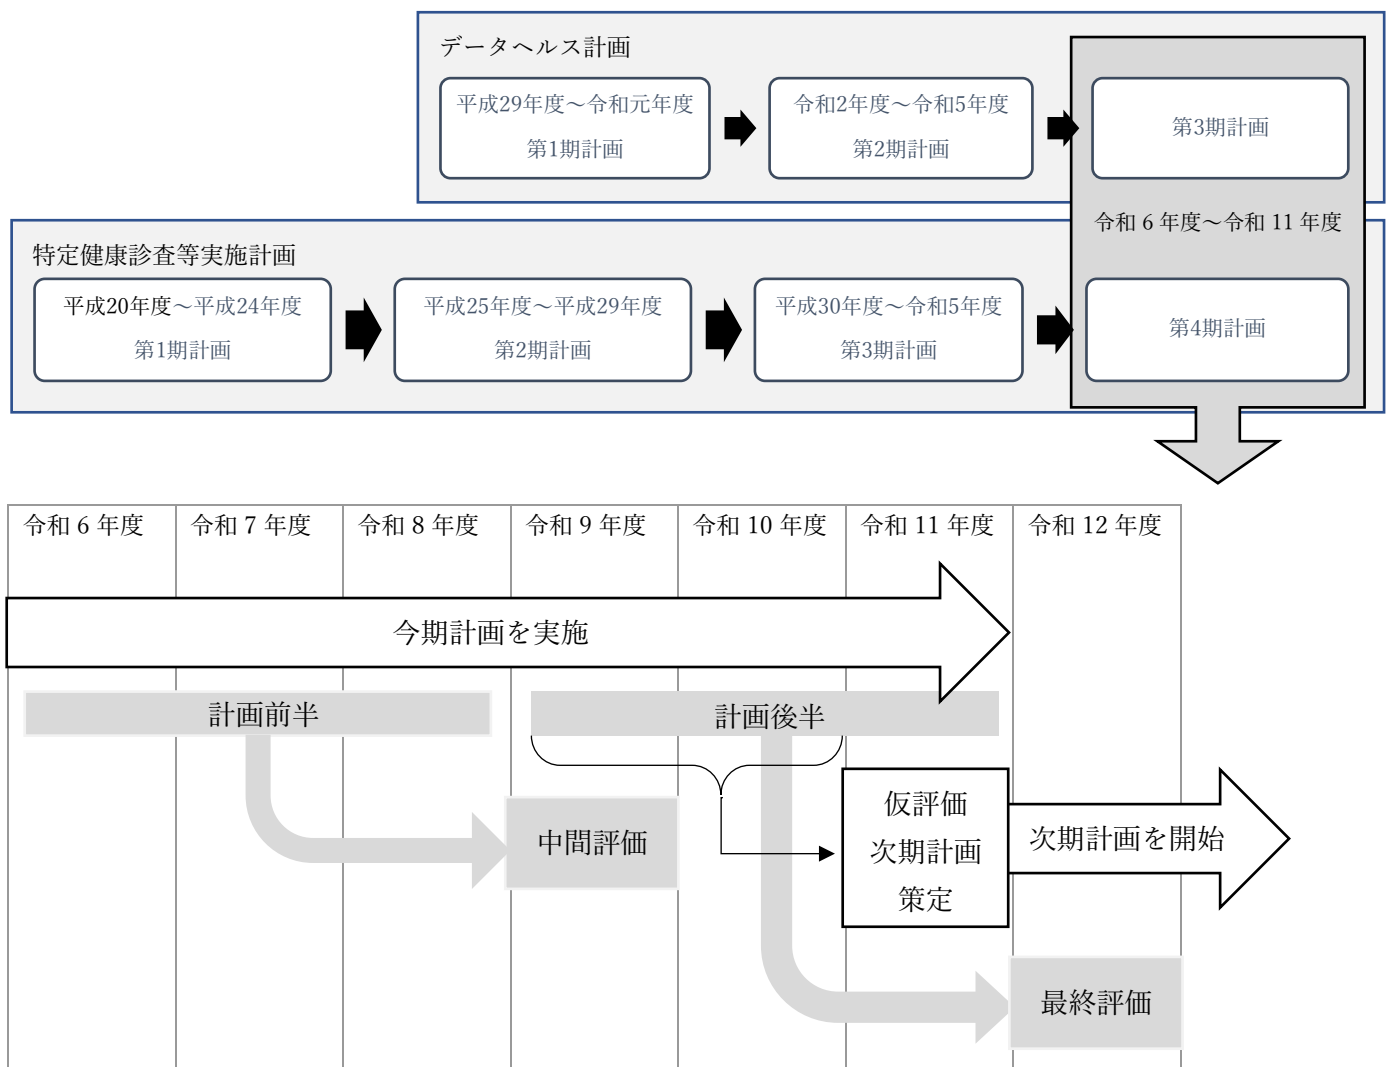 データヘルス計画
平成29年度～令和元年度
第1期計画
令和2年度～令和5年度
第2期計画
第3期計画
令和 6 年度～令和 11 年度
特定健康診査等実施計画
平成20年度～平成24年度
第1期計画
平成25年度～平成29年度
第2期計画
平成30年度～令和5年度
第3期計画
第4期計画
令和 6 年度
令和 7 年度
令和 8 年度
令和 9 年度
令和 10 年度
令和 11 年度
令和 12 年度
今期計画を実施
計画前半
計画後半
中間評価
仮評価
次期計画
策定
次期計画を開始
最終評価